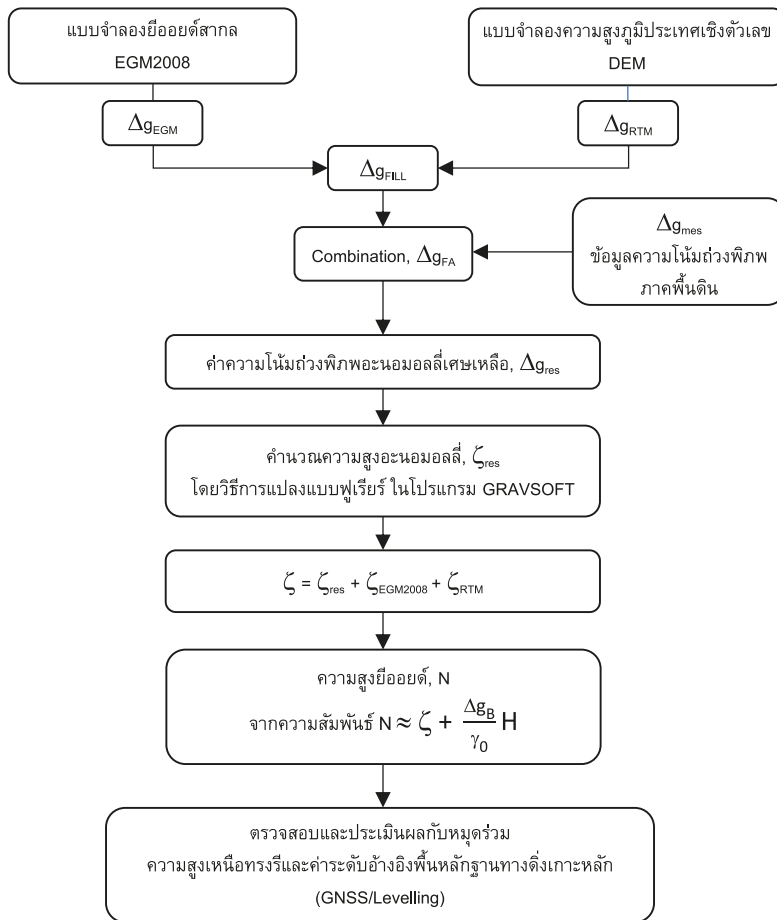 แบบจำลองยีออยด์สากล
EGM2008
แบบจำลองความสูงภูมิประเทศเชิงตัวเลข
DEM
Δg_EGM
Δg_RTM
Δg_FILL
Combination, Δg_FA
Δg_mes
ข้อมูลความโน้มถ่วงพิภพ
ภาคพื้นดิน
ค่าความโน้มถ่วงพิภพอะนอมอลลี่เศษเหลือ, Δg_res
คำนวณความสูงอะนอมอลลี่, ζ_res
โดยวิธีการแปลงแบบฟูเรียร์ ในโปรแกรม GRAVSOFT
ζ = ζ_res + ζ_EGM2008 + ζ_RTM
ความสูงยีออยด์, N
จากความสัมพันธ์ N ≈ ζ + Δg_B/γ_0 H
ตรวจสอบและประเมินผลกับหมุดร่วม
ความสูงเหนือทรงรีและค่าระดับอ้างอิงพื้นหลักฐานทางดิ่งเกาะหลัก
(GNSS/Levelling)